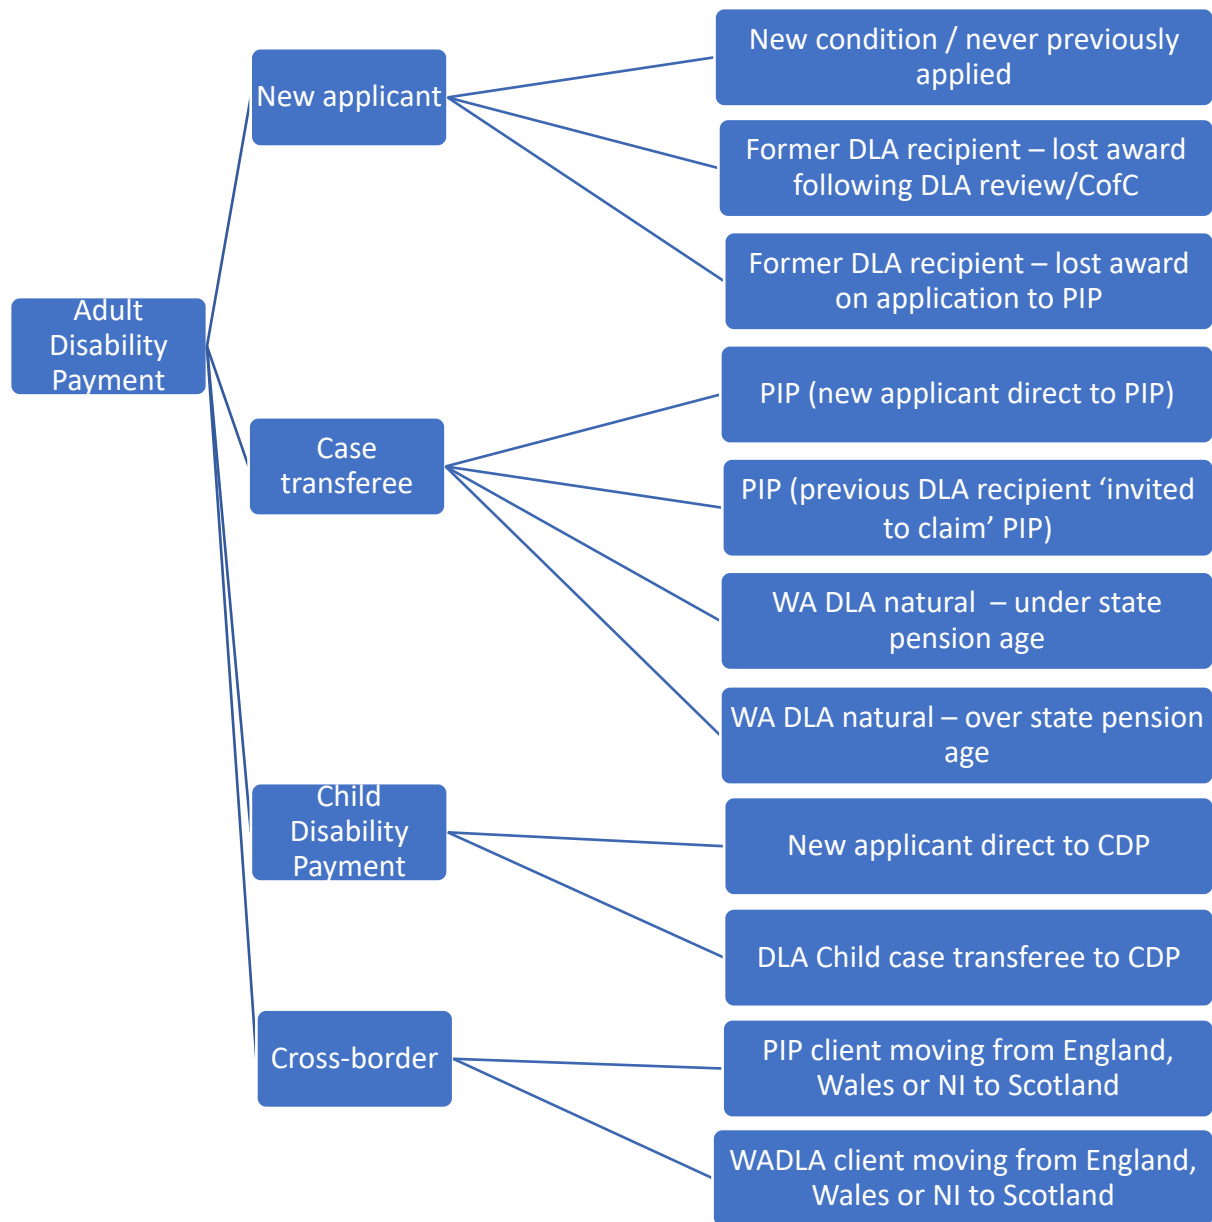 Adult
Disability
Payment
New applicant
New condition / never previously
applied
Former DLA recipient – lost award
following DLA review/CofC
Former DLA recipient – lost award
on application to PIP
Case
transferee
PIP (new applicant direct to PIP)
PIP (previous DLA recipient ‘invited
to claim’ PIP)
WA DLA natural  – under state
pension age
WA DLA natural – over state pension
age
Child
Disability
Payment
New applicant direct to CDP
DLA Child case transferee to CDP
Cross-border
PIP client moving from England,
Wales or NI to Scotland
WADLA client moving from England,
Wales or NI to Scotland